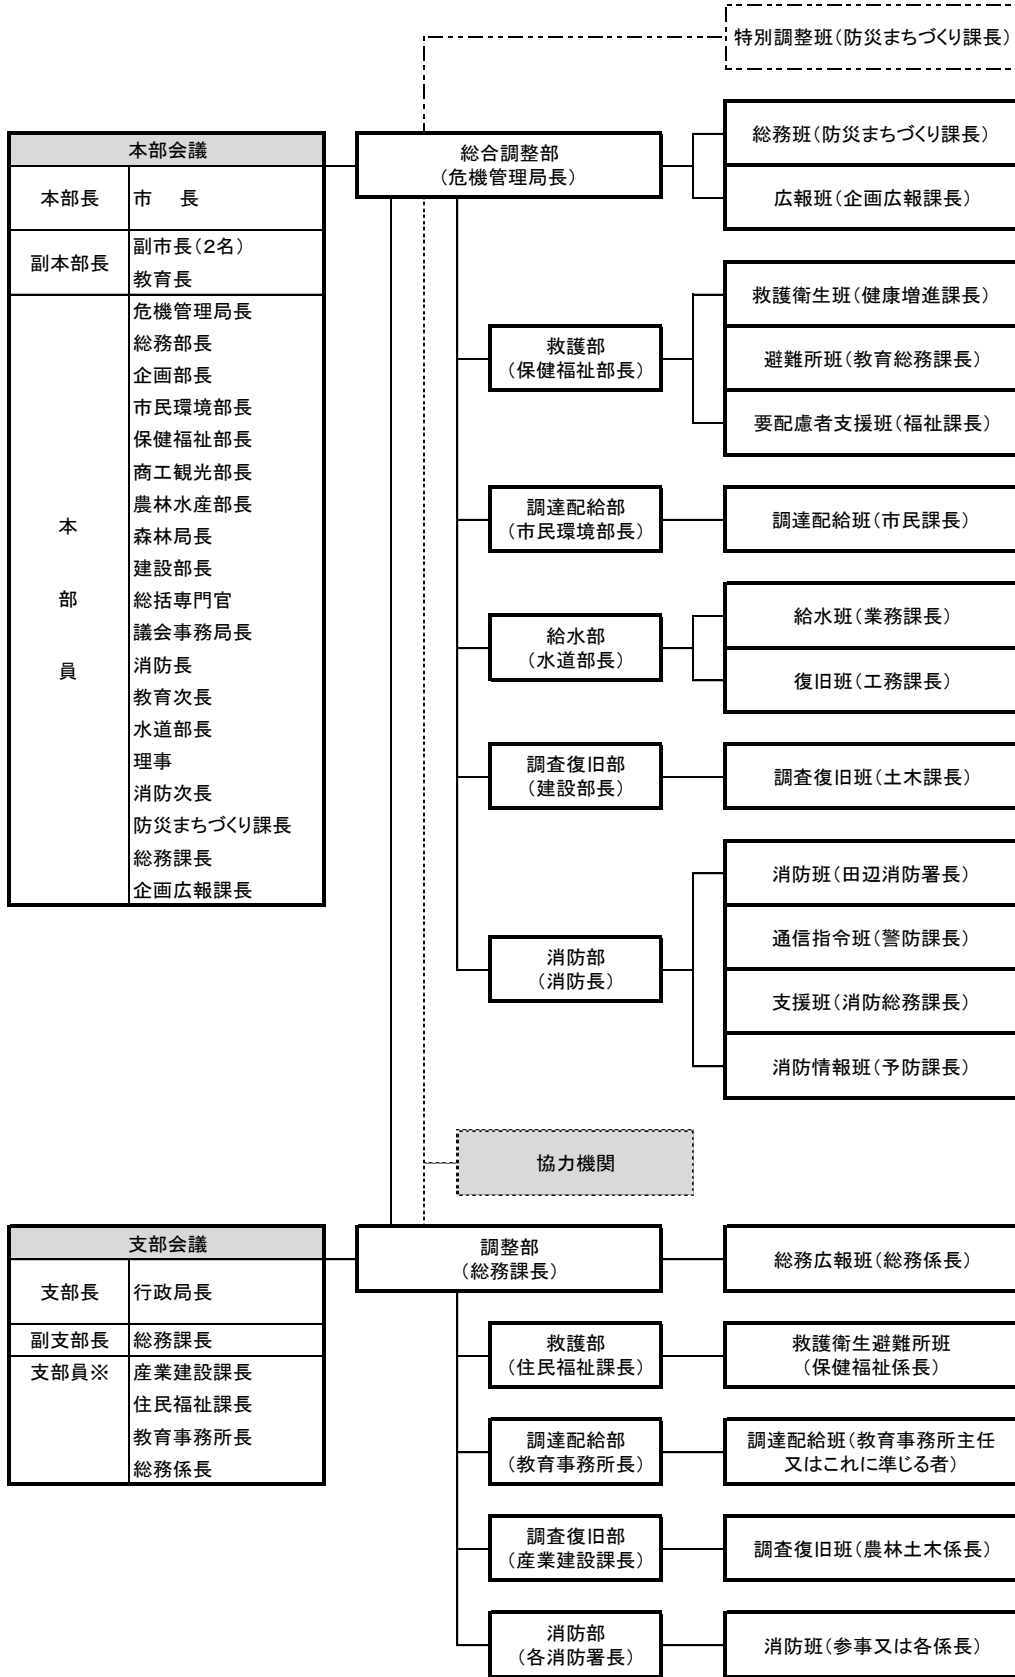 特別調整班（防災まちづくり課長）
本部会議
本部長
市　長
副本部長
副市長（２名）
教育長
本
部
員
危機管理局長
総務部長
企画部長
市民環境部長
保健福祉部長
商工観光部長
農林水産部長
森林局長
建設部長
総括専門官
議会事務局長
消防長
教育次長
水道部長
理事
消防次長
防災まちづくり課長
総務課長
企画広報課長
総合調整部
（危機管理局長）
総務班（防災まちづくり課長）
広報班（企画広報課長）
救護部
（保健福祉部長）
救護衛生班（健康増進課長）
避難所班（教育総務課長）
要配慮者支援班（福祉課長）
調達配給部
（市民環境部長）
調達配給班（市民課長）
給水部
（水道部長）
給水班（業務課長）
復旧班（工務課長）
調査復旧部
（建設部長）
調査復旧班（土木課長）
消防部
（消防長）
消防班（田辺消防署長）
通信指令班（警防課長）
支援班（消防総務課長）
消防情報班（予防課長）
協力機関
支部会議
支部長
行政局長
副支部長
総務課長
支部員※
産業建設課長
住民福祉課長
教育事務所長
総務係長
調整部
（総務課長）
総務広報班（総務係長）
救護部
（住民福祉課長）
救護衛生避難所班
（保健福祉係長）
調達配給部
（教育事務所長）
調達配給班（教育事務所主任
又はこれに準じる者）
調査復旧部
（産業建設課長）
調査復旧班（農林土木係長）
消防部
（各消防署長）
消防班（参事又は各係長）